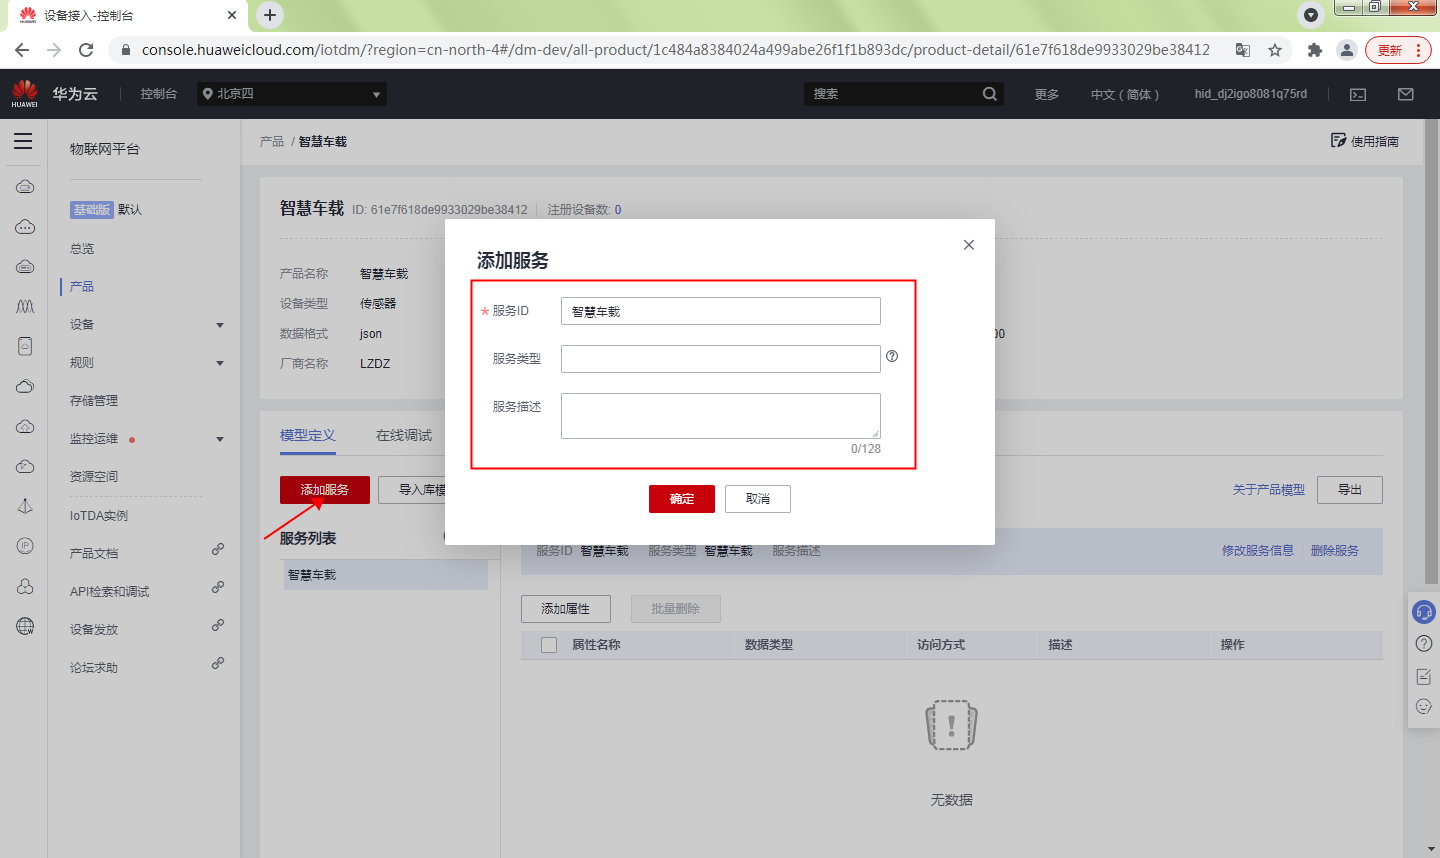 设备接入-控制台
console.huaweicloud.com/iotdm/?region=cn-north-4#/dm-dev/all-product/1c484a8384024a499abe26f1f1b893dc/product-detail/61e7f618de9933029be38412
更新
HUAWEI
华为云
控制台
北京四
搜索
更多
中文（简体）
hid_dj2igo8081q75rd
物联网平台
产品 / 智慧车载
使用指南
基础版 默认
总览
产品
设备
规则
存储管理
监控运维
资源空间
IoTDA实例
产品文档
API检索和调试
设备发放
论坛求助
智慧车载 ID: 61e7f618de9933029be38412 注册设备数: 0
产品名称 智慧车载
设备类型 传感器
数据格式 json
00
厂商名称 LZDZ
添加服务
* 服务ID 智慧车载
服务类型
服务描述
0/128
确定 取消
模型定义 在线调试
添加服务 导入库模
关于产品模型 导出
服务列表
智慧车载
服务ID 智慧车载 服务类型 智慧车载 服务描述
修改服务信息 删除服务
添加属性 批量删除
属性名称 数据类型 访问方式 描述 操作
无数据